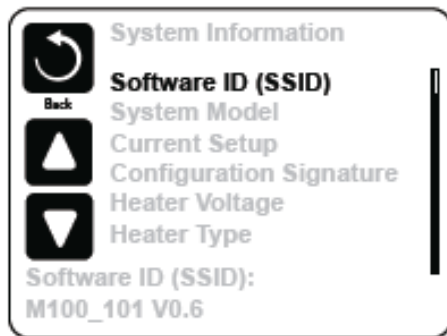 System Information
Back
Software ID (SSID)
System Model
Current Setup
Configuration Signature
Heater Voltage
Heater Type
Software ID (SSID):
M100_101 V0.6